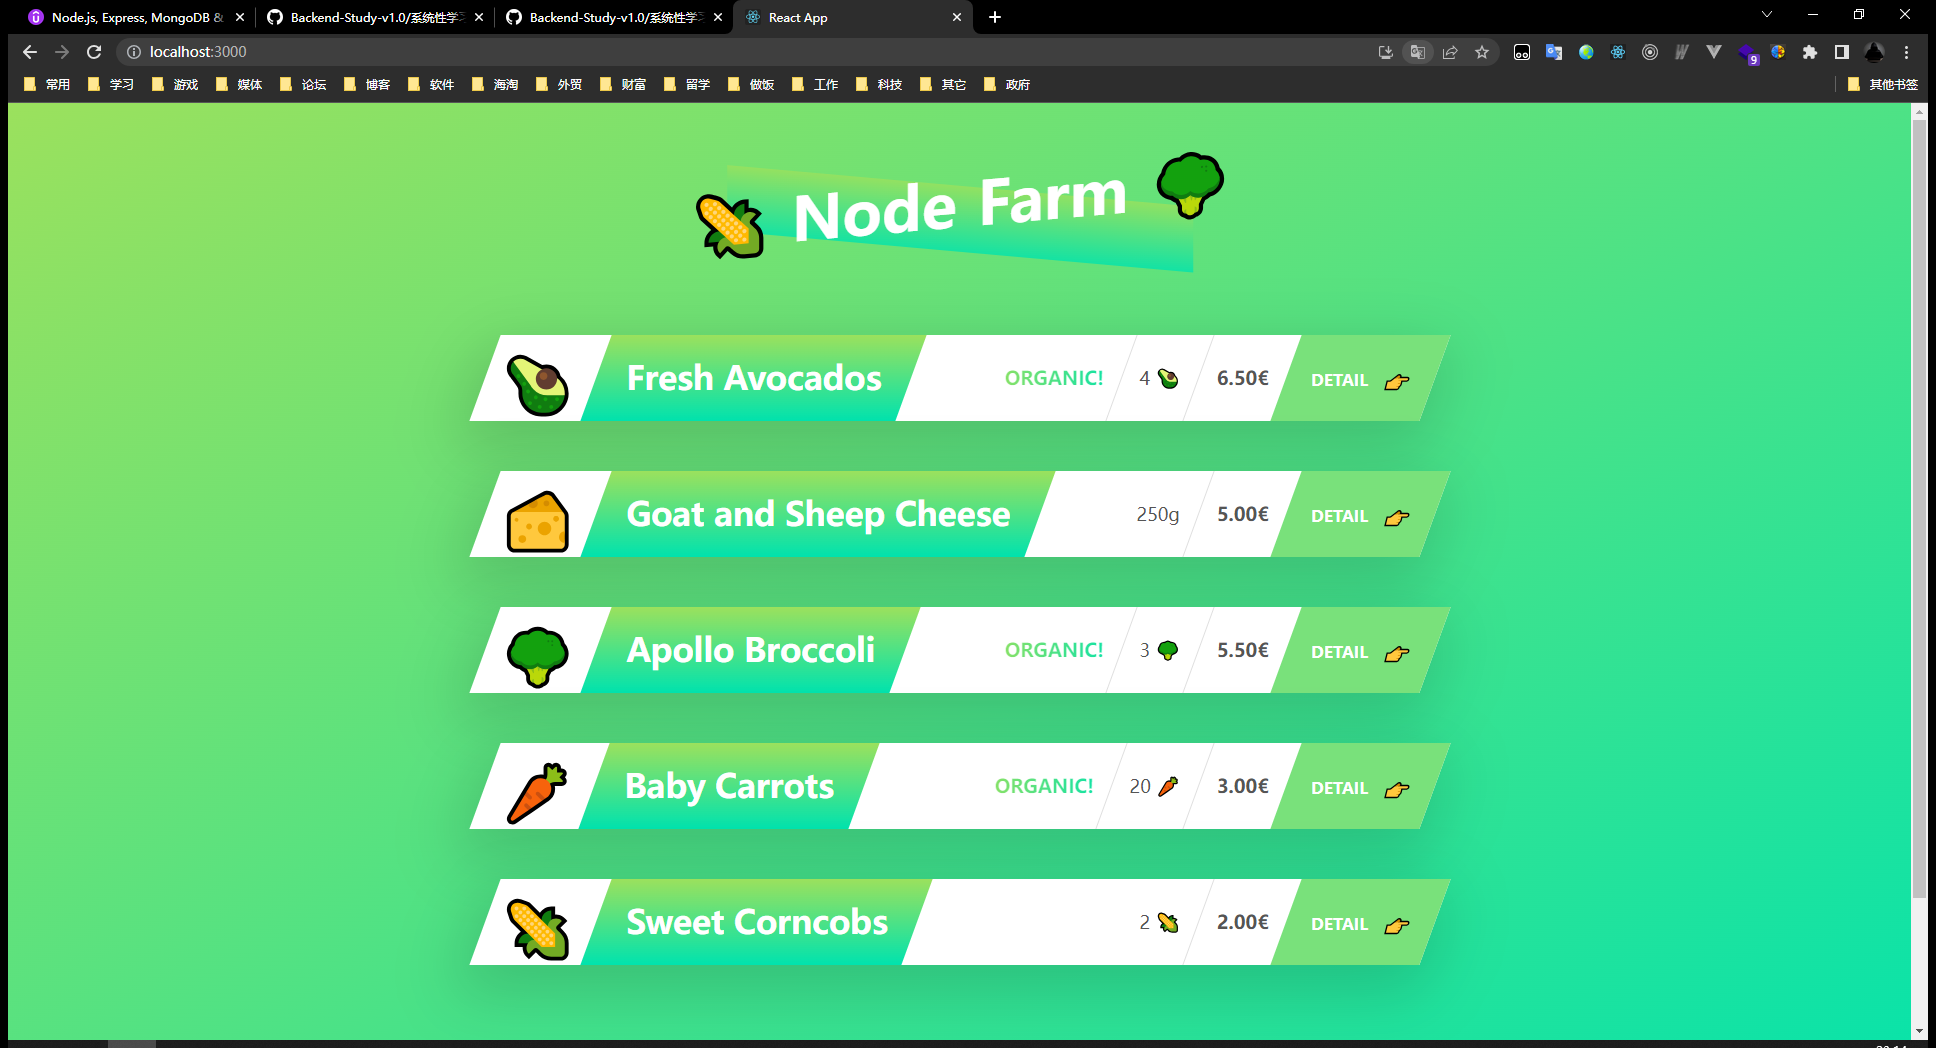 Node.js, Express, MongoDB &
Backend-Study-v1.0/系统性学
Backend-Study-v1.0/系统性学
React App
localhost:3000
9
常用 学习 游戏 媒体 论坛 博客 软件 海淘 外贸 财富 留学 做饭 工作 科技 其它 政府 其他书签
Node Farm
Fresh Avocados ORGANIC! 4 🥑 6.50€ DETAIL 👉
Goat and Sheep Cheese 250g 5.00€ DETAIL 👉
Apollo Broccoli ORGANIC! 3 🥦 5.50€ DETAIL 👉
Baby Carrots ORGANIC! 20 🥕 3.00€ DETAIL 👉
Sweet Corncobs 2 🌽 2.00€ DETAIL 👉